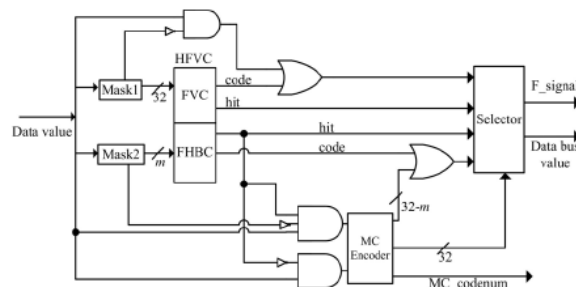 HFVC
Mask1
32
FVC
code
hit
Data value
Mask2
m
FHBC
hit
code
Selector
F_signal
Data bus
value
32-m
MC
Encoder
32
MC_codenum